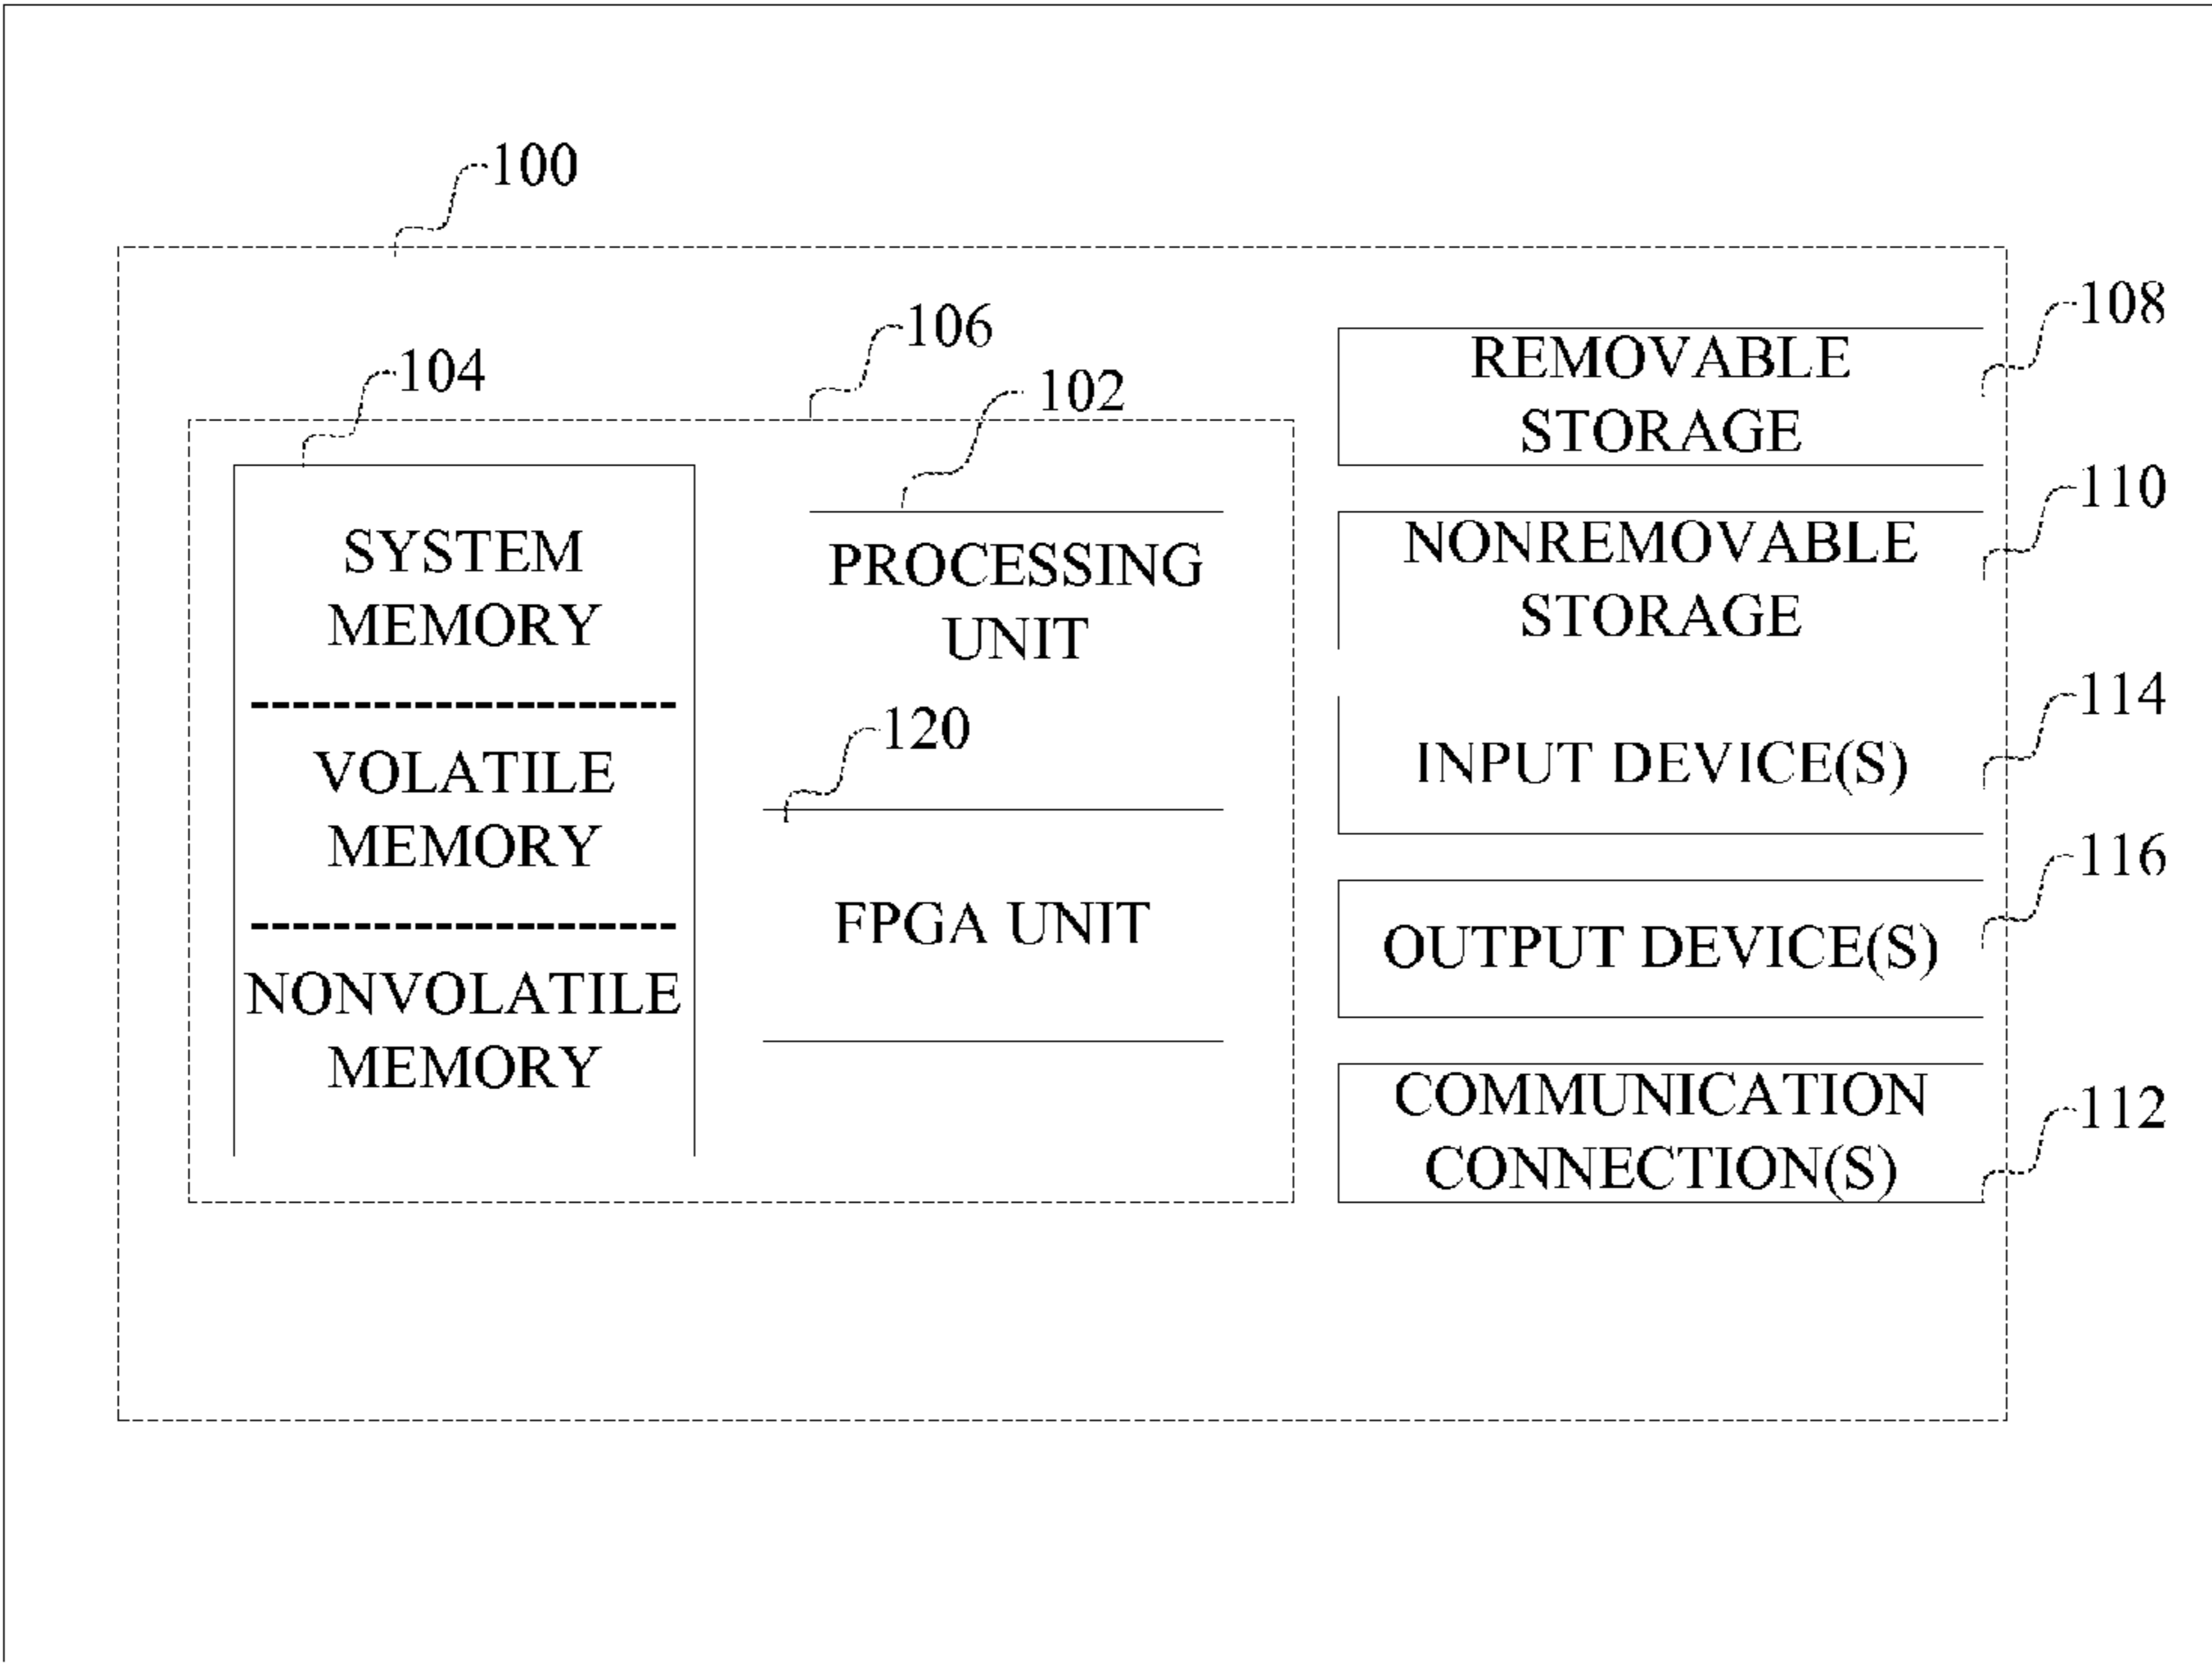 100
106
104
102
SYSTEM
MEMORY
VOLATILE
MEMORY
NONVOLATILE
MEMORY
PROCESSING
UNIT
120
FPGA UNIT
108
REMOVABLE
STORAGE
110
NONREMOVABLE
STORAGE
114
INPUT DEVICE(S)
116
OUTPUT DEVICE(S)
112
COMMUNICATION
CONNECTION(S)